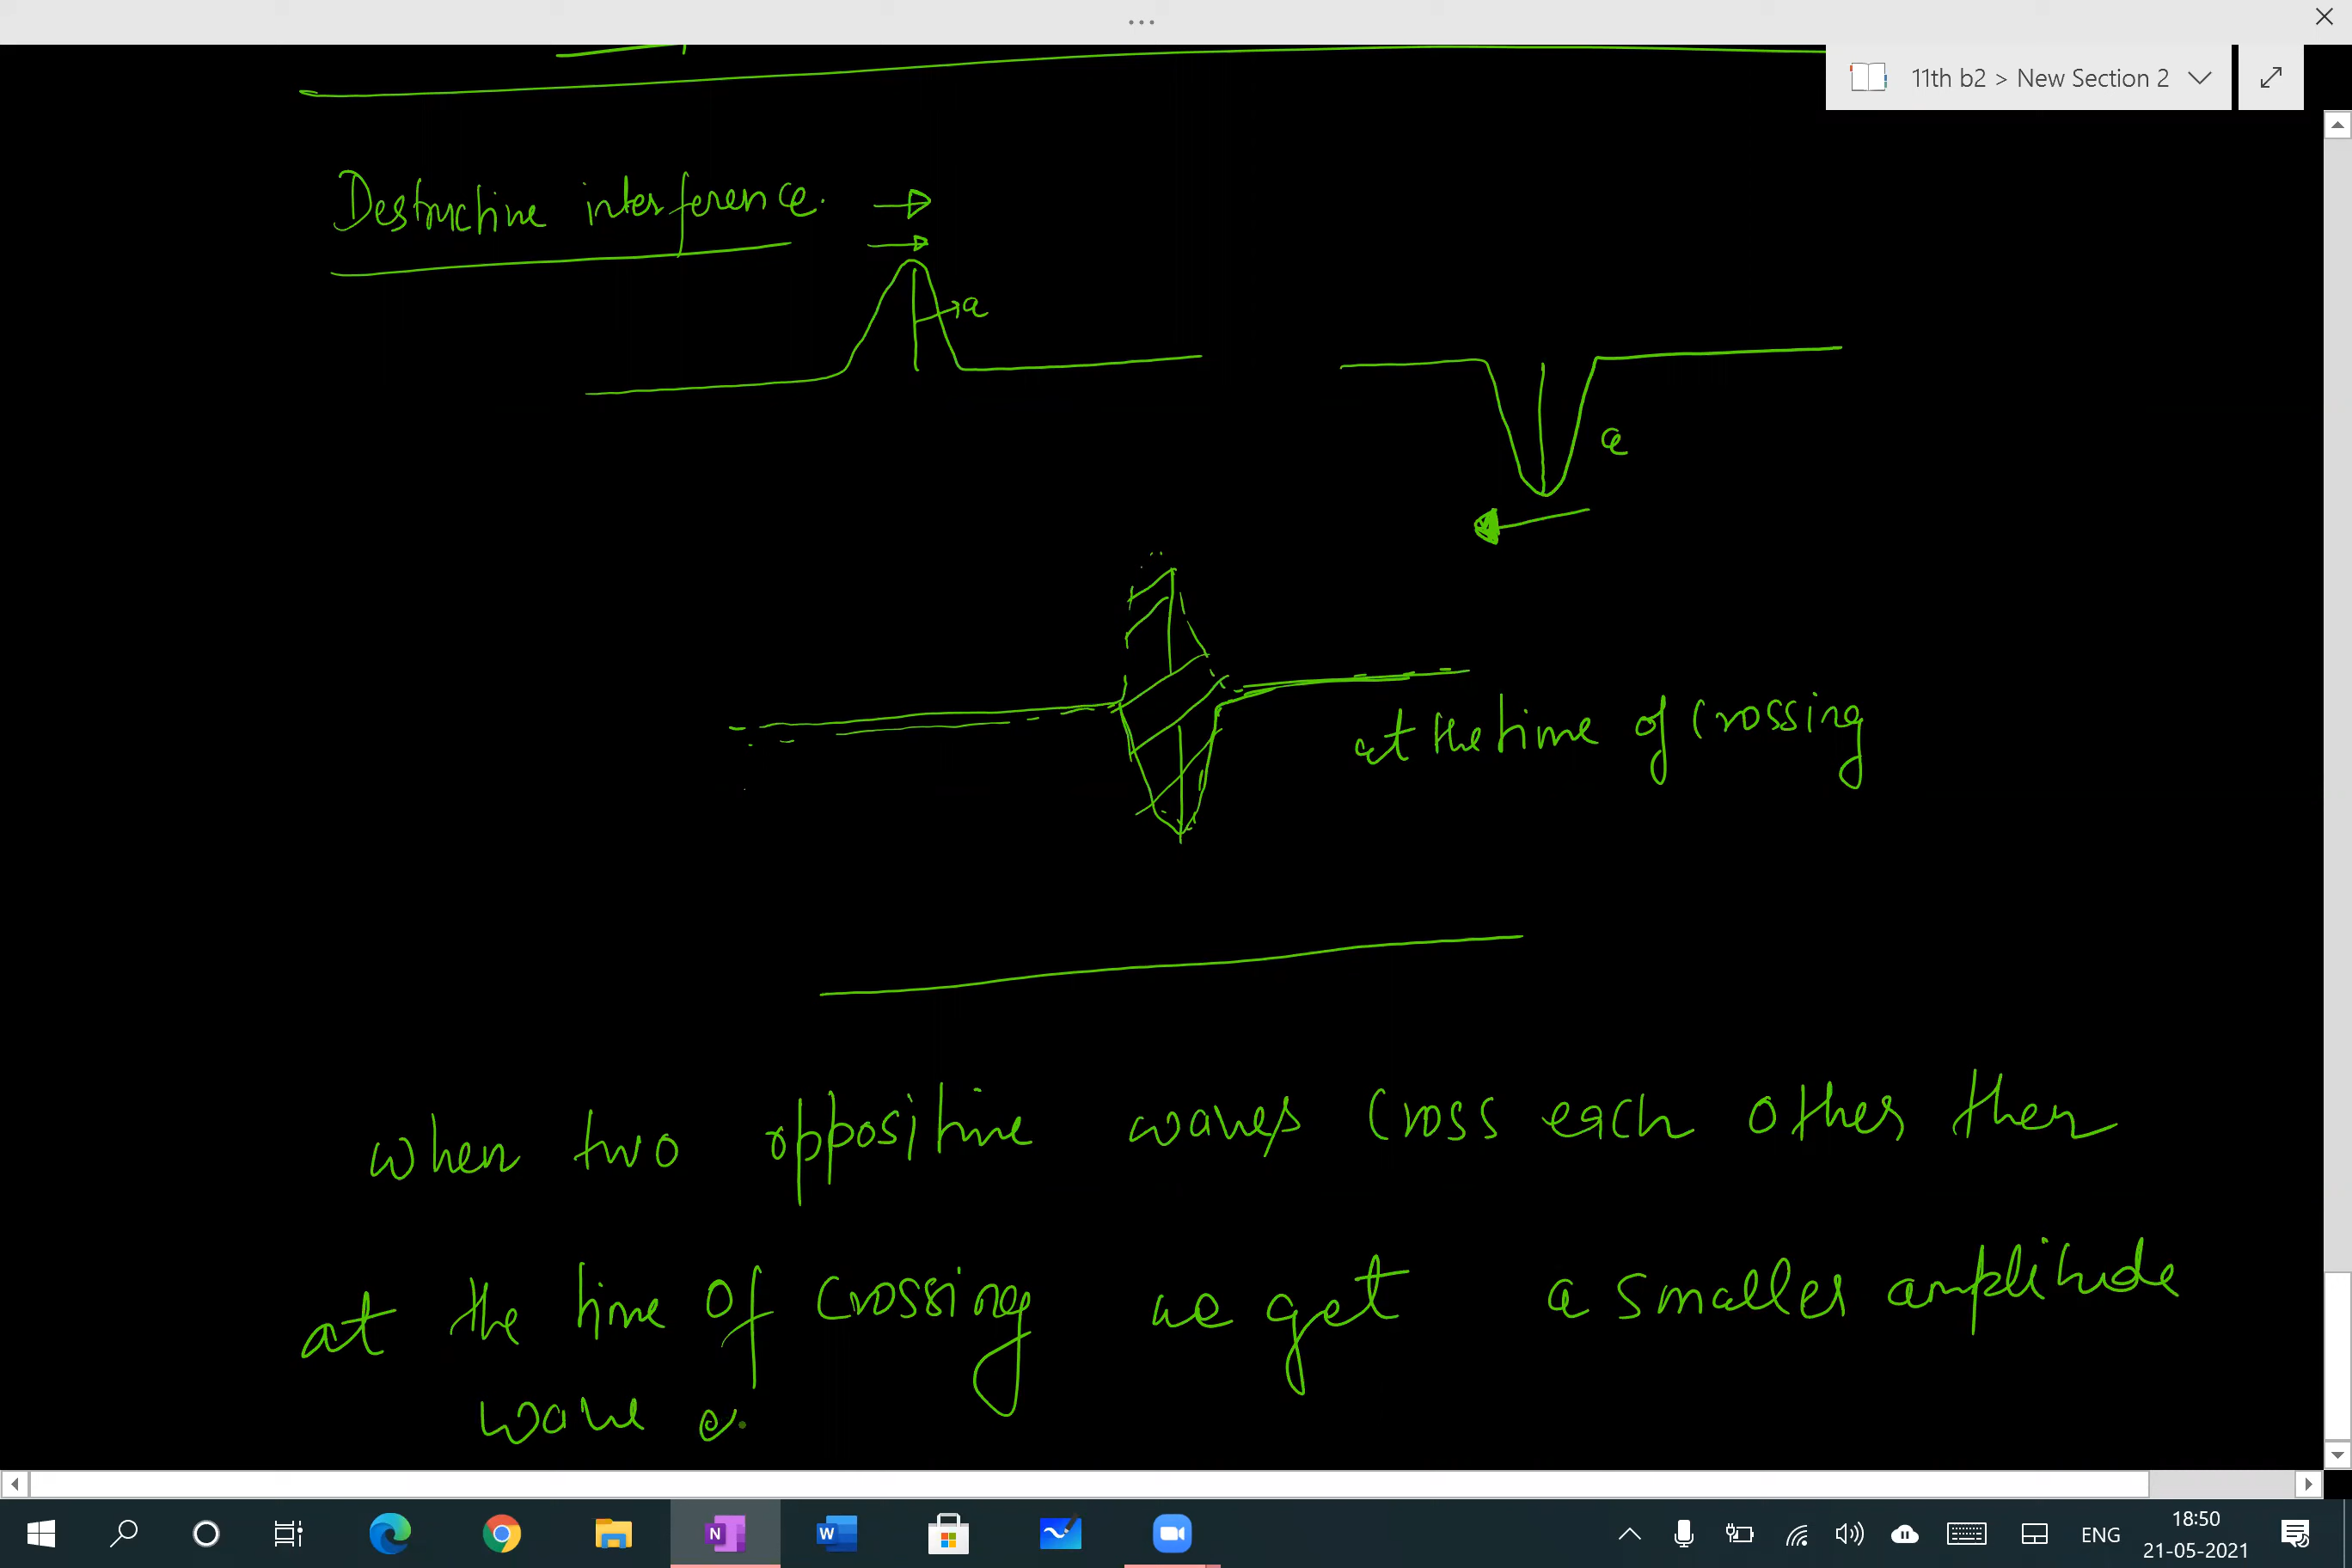 11th b2 > New Section 2
Destructive interference.
a
a
at the time of crossing
when two oppositive waves cross each other then
at the time of crossing we get a smaller amplitude
wave
ENG
18:50
21-05-2021